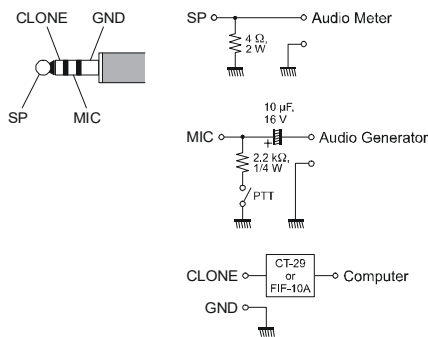 CLONE GND
SP MIC
SP Audio Meter
4 Ω,
2 W
10 µF,
16 V
+
MIC Audio Generator
2.2 kΩ,
1/4 W
PTT
CT-29
or
FIF-10A
CLONE Computer
GND